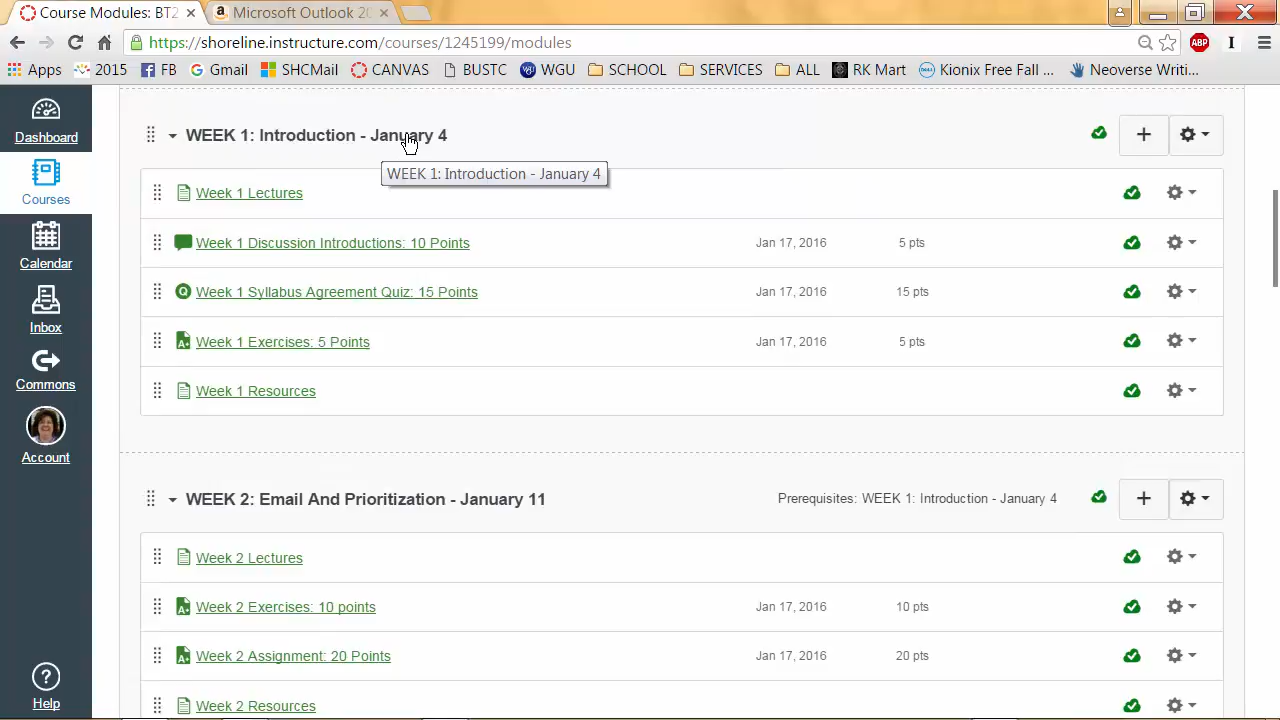 Course Modules: BT2
Microsoft Outlook 20
https://shoreline.instructure.com/courses/1245199/modules
ABP
I
Apps 2015 FB Gmail SHCMail CANVAS BUSTC WGU SCHOOL SERVICES ALL RK Mart Kionix Free Fall ... Neoverse Writi...
Dashboard
Courses
Calendar
Inbox
Commons
Account
Help
WEEK 1: Introduction - January 4
WEEK 1: Introduction - January 4
Week 1 Lectures
Week 1 Discussion Introductions: 10 Points Jan 17, 2016 5 pts
Week 1 Syllabus Agreement Quiz: 15 Points Jan 17, 2016 15 pts
Week 1 Exercises: 5 Points Jan 17, 2016 5 pts
Week 1 Resources
WEEK 2: Email And Prioritization - January 11 Prerequisites: WEEK 1: Introduction - January 4
Week 2 Lectures
Week 2 Exercises: 10 points Jan 17, 2016 10 pts
Week 2 Assignment: 20 Points Jan 17, 2016 20 pts
Week 2 Resources